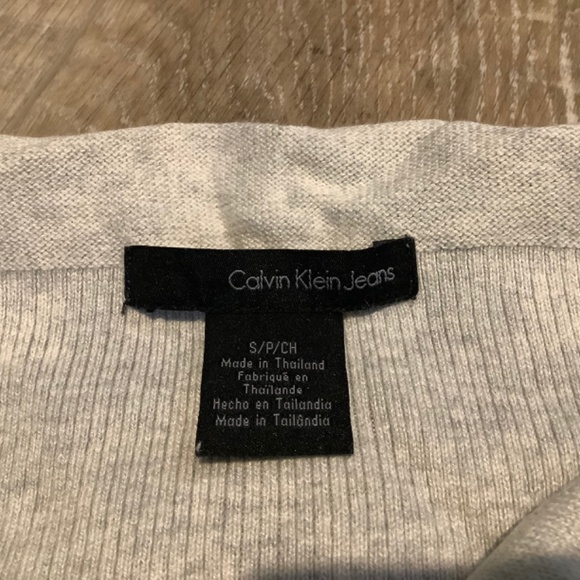 Calvin Klein Jeans
S/P/CH
Made in Thailand
Fabriqué en
Thaïlande
Hecho en Tailandia
Made in Tailândia